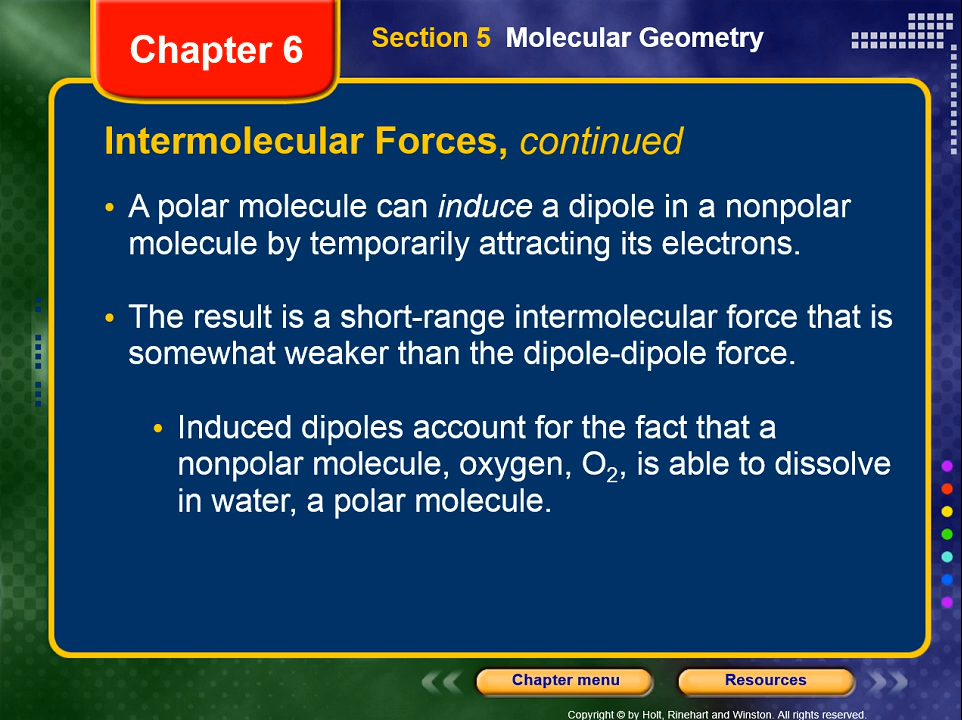 Chapter 6
Section 5 Molecular Geometry
Intermolecular Forces, continued
• A polar molecule can induce a dipole in a nonpolar
molecule by temporarily attracting its electrons.
• The result is a short-range intermolecular force that is
somewhat weaker than the dipole-dipole force.
• Induced dipoles account for the fact that a
nonpolar molecule, oxygen, O₂, is able to dissolve
in water, a polar molecule.
Chapter menu
Resources
Copyright © by Holt, Rinehart and Winston. All rights reserved.